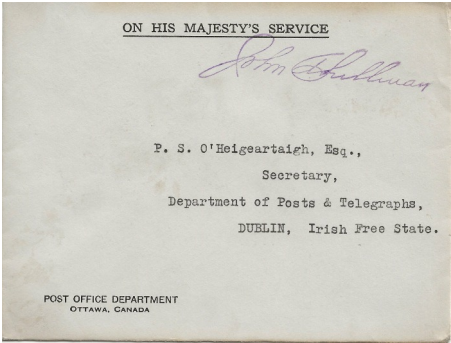 ON HIS MAJESTY'S SERVICE
John
P. S. O'Heigeartaigh, Esq.,
Secretary,
Department of Posts & Telegraphs,
DUBLIN, Irish Free State.
POST OFFICE DEPARTMENT
OTTAWA, CANADA